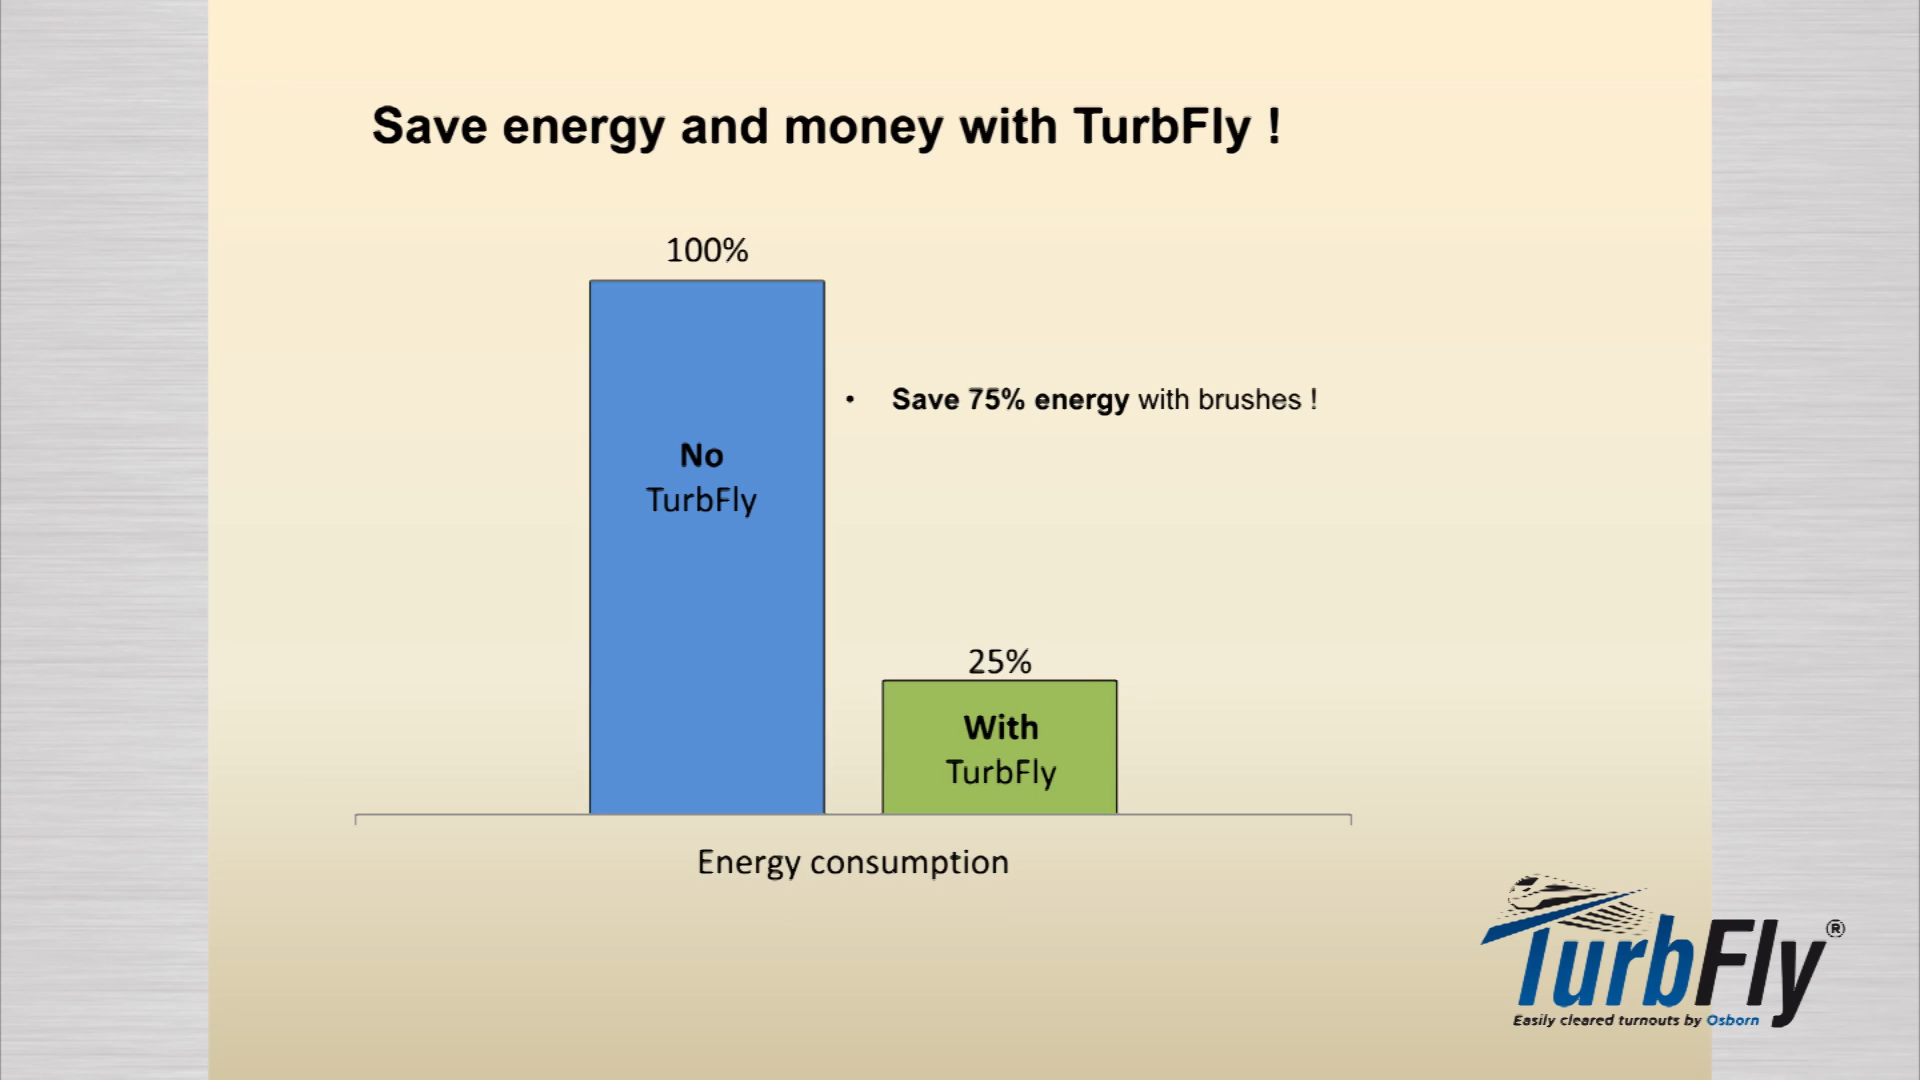 Save energy and money with TurbFly !
100%
• Save 75% energy with brushes !
No
TurbFly
25%
With
TurbFly
Energy consumption
TurbFly®
Easily cleared turnouts by Osborn